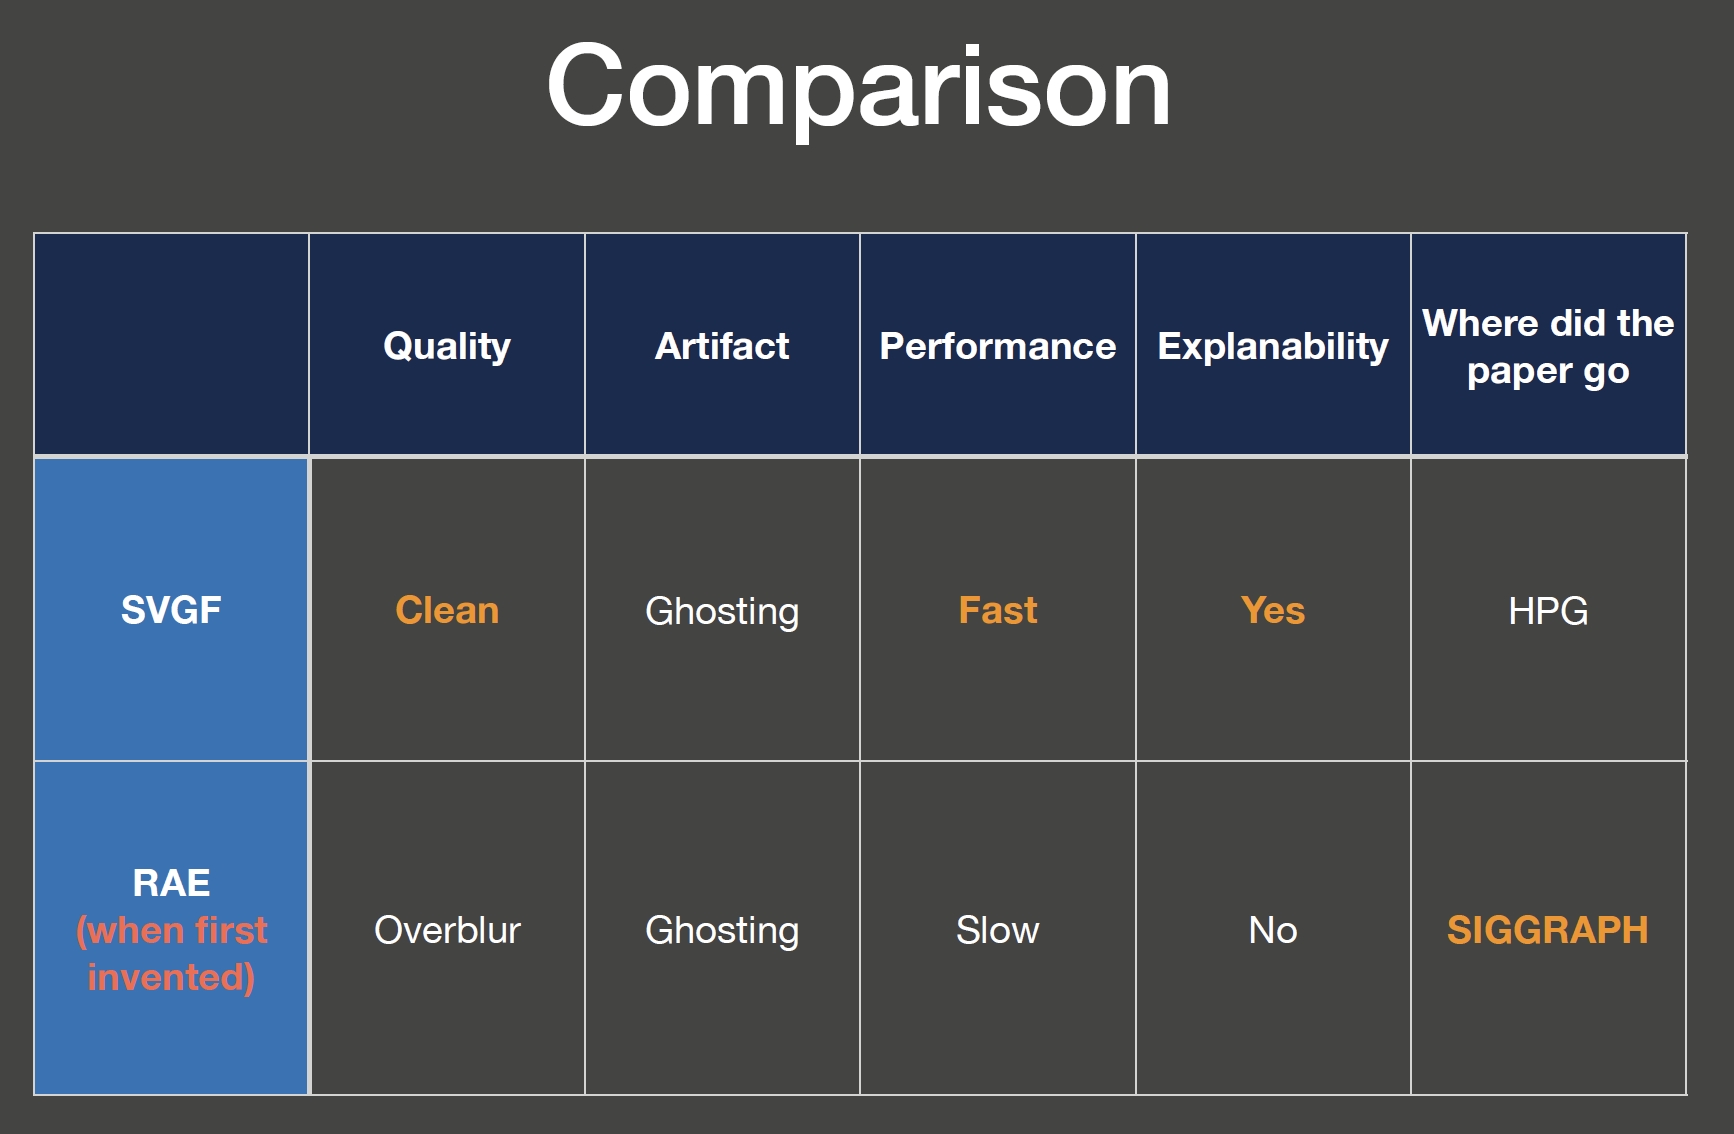 Comparison
Quality
Artifact
Performance
Explanability
Where did the
paper go
SVGF
Clean
Ghosting
Fast
Yes
HPG
RAE
(when first
invented)
Overblur
Ghosting
Slow
No
SIGGRAPH